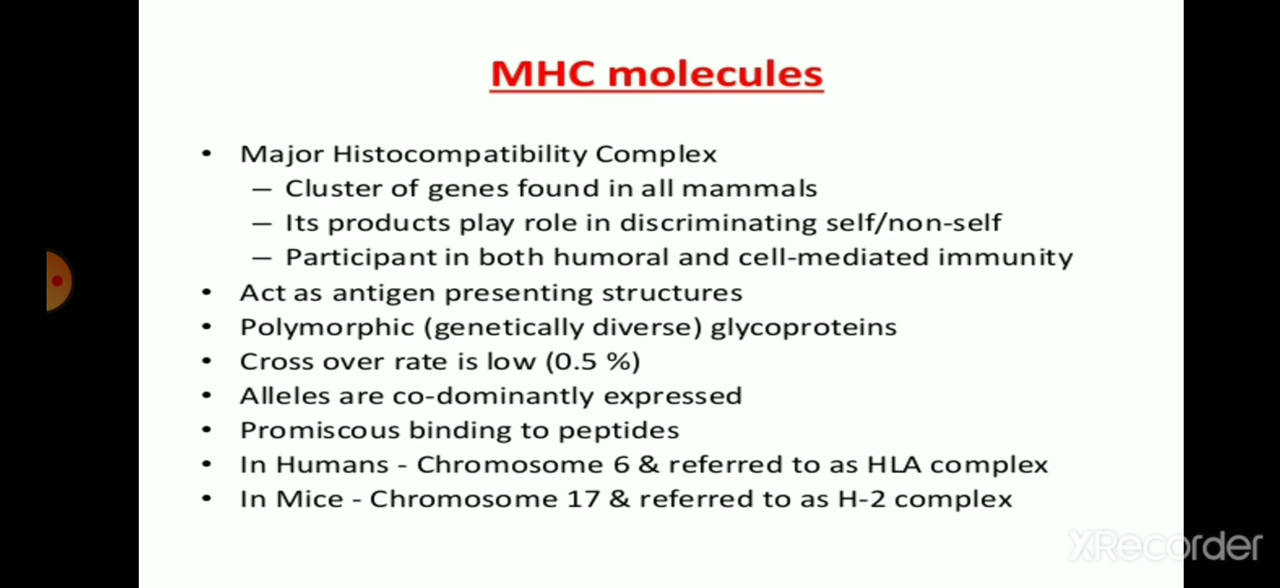 MHC molecules
• Major Histocompatibility Complex
– Cluster of genes found in all mammals
– Its products play role in discriminating self/non-self
– Participant in both humoral and cell-mediated immunity
• Act as antigen presenting structures
• Polymorphic (genetically diverse) glycoproteins
• Cross over rate is low (0.5 %)
• Alleles are co-dominantly expressed
• Promiscous binding to peptides
• In Humans - Chromosome 6 & referred to as HLA complex
• In Mice - Chromosome 17 & referred to as H-2 complex
XRecorder